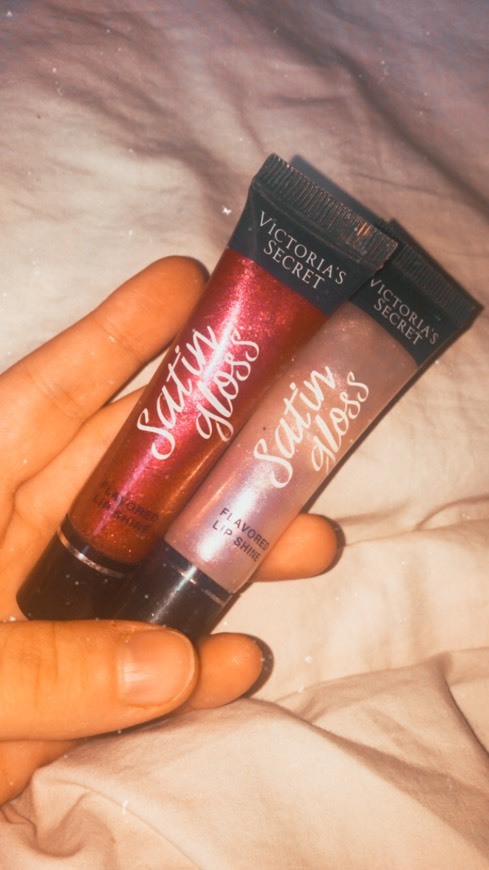 VICTORIA'S
SECRET
Satin
gloss
FLAVORED
LIP SHINE
VICTORIA'S
SECRET
Satin
gloss
FLAVORED
LIP SHINE